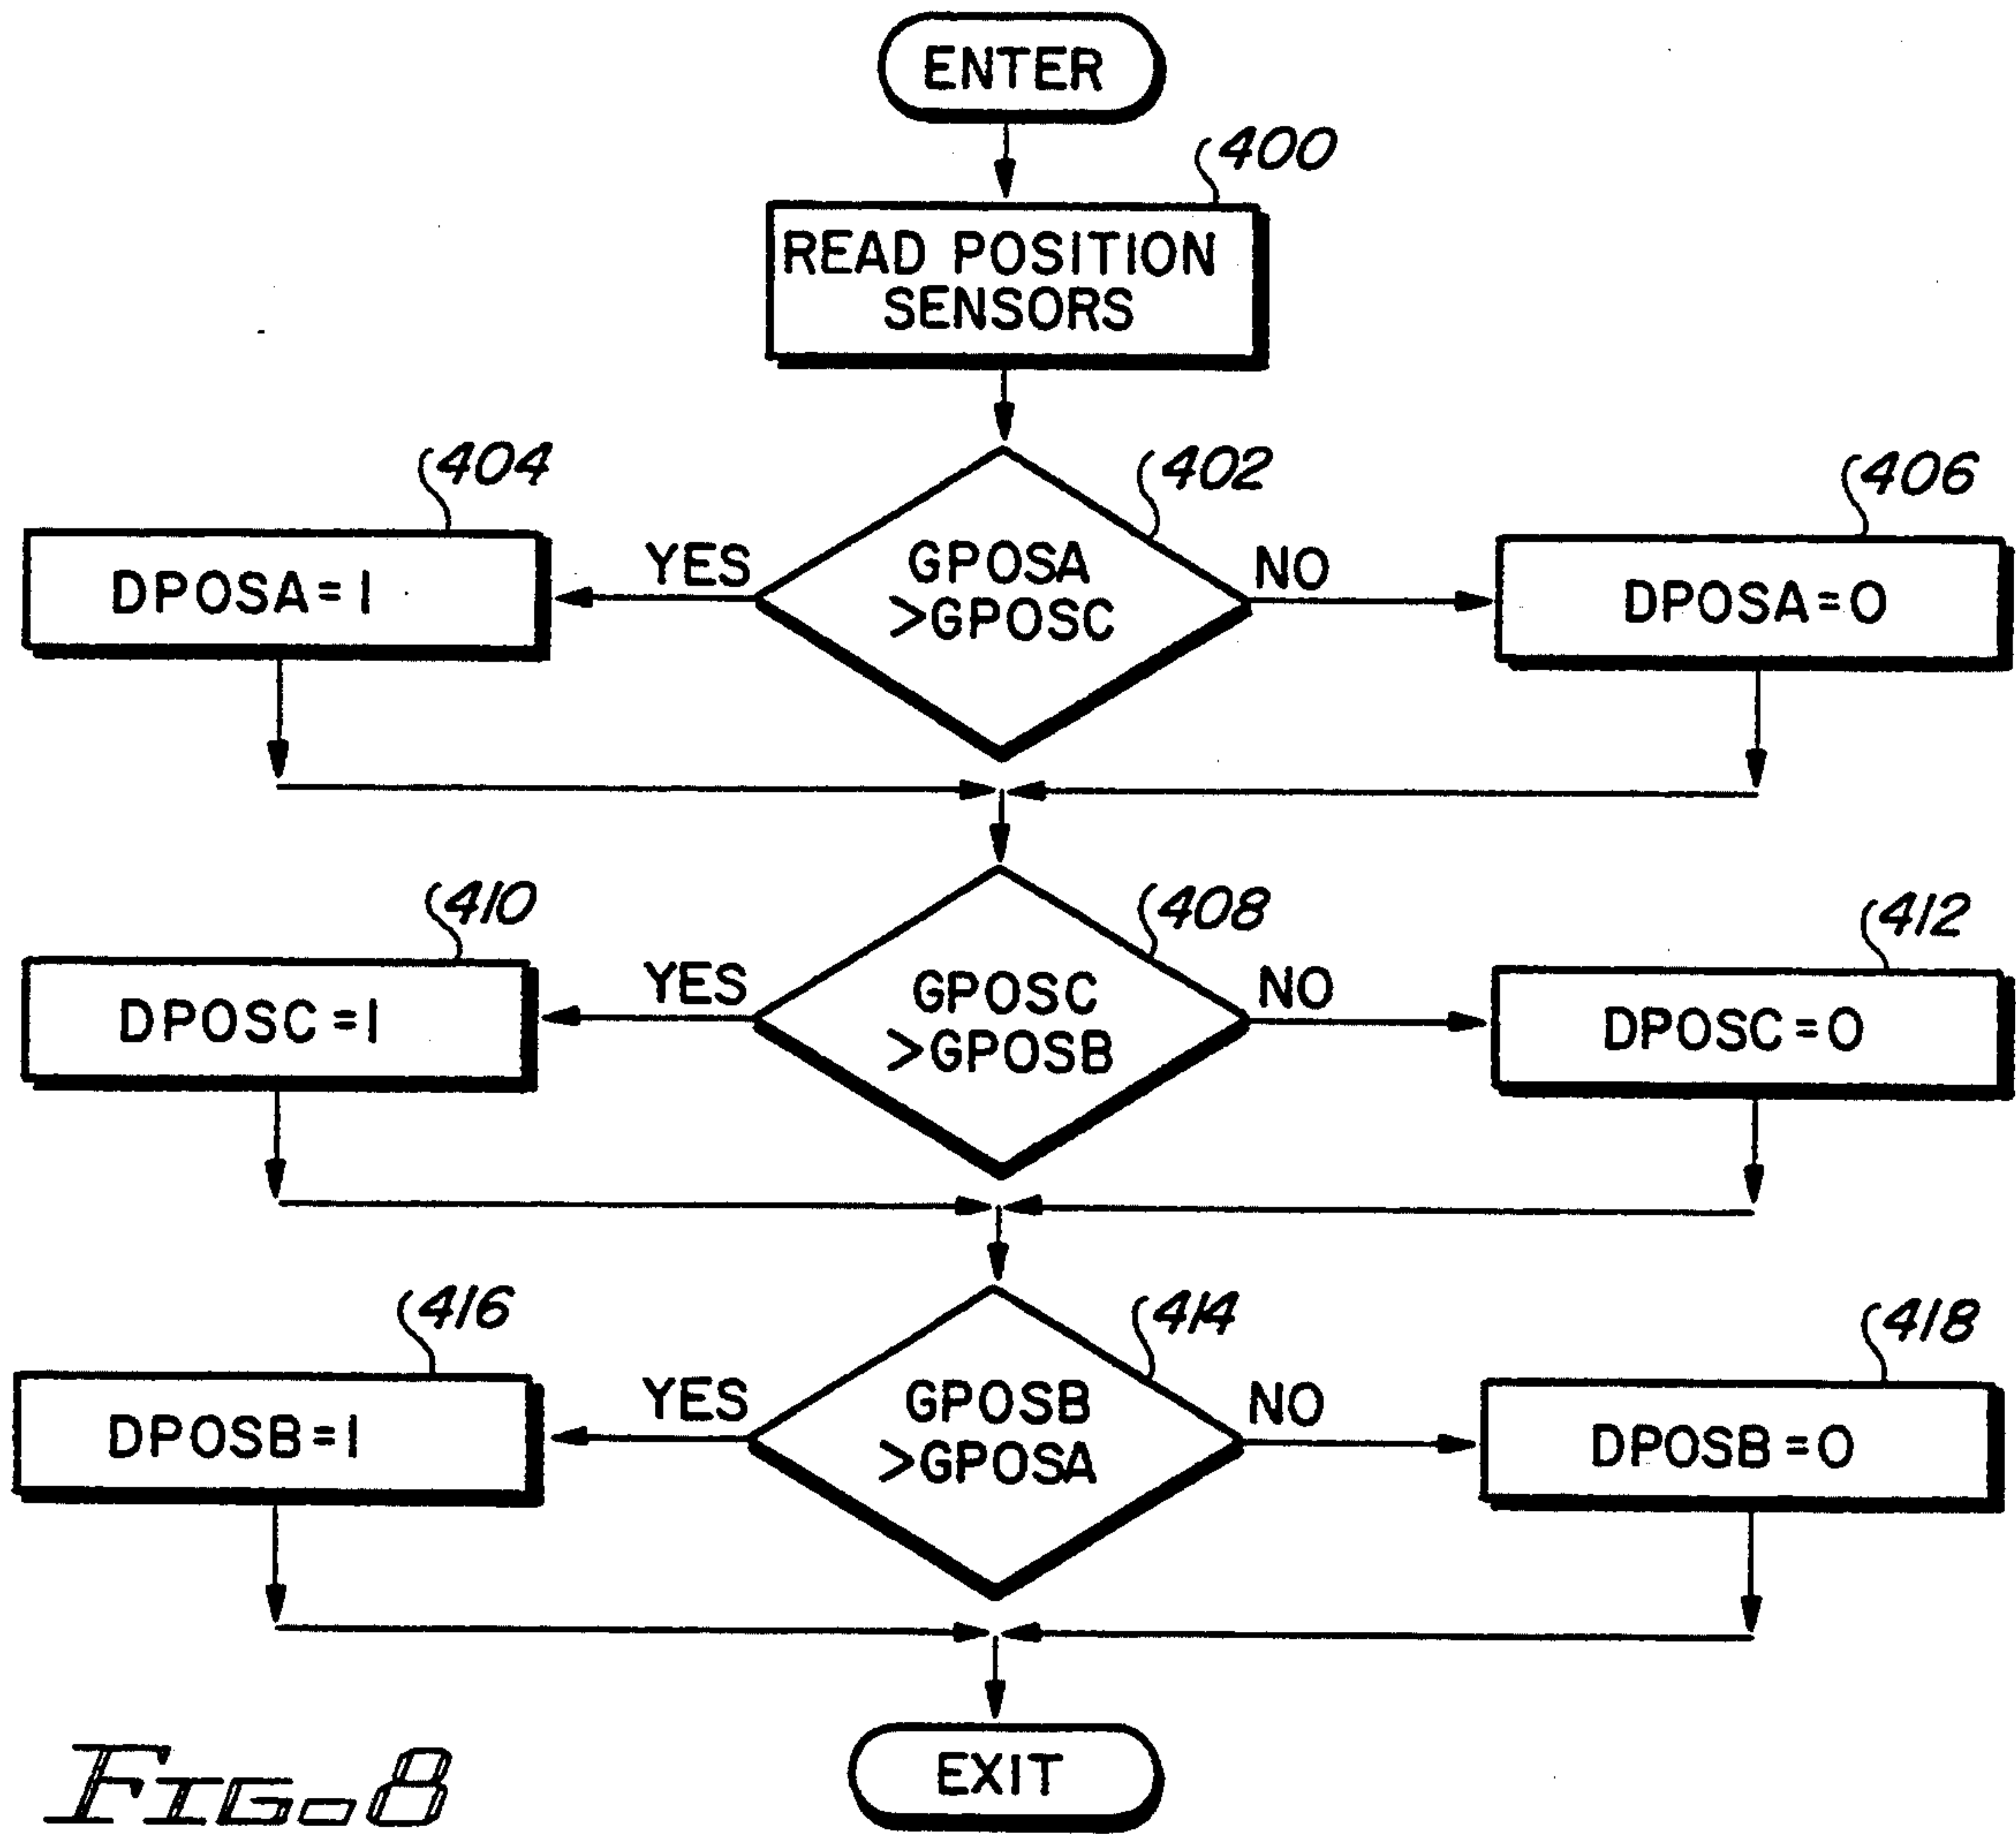 ENTER
400
READ POSITION
SENSORS
404
402
406
YES
GPOSA
>GPOSC
NO
DPOSA=1
DPOSA=0
410
408
412
YES
GPOSC
>GPOSB
NO
DPOSC=1
DPOSC=0
416
414
418
YES
GPOSB
>GPOSA
NO
DPOSB=1
DPOSB=0
EXIT
FIG. 8